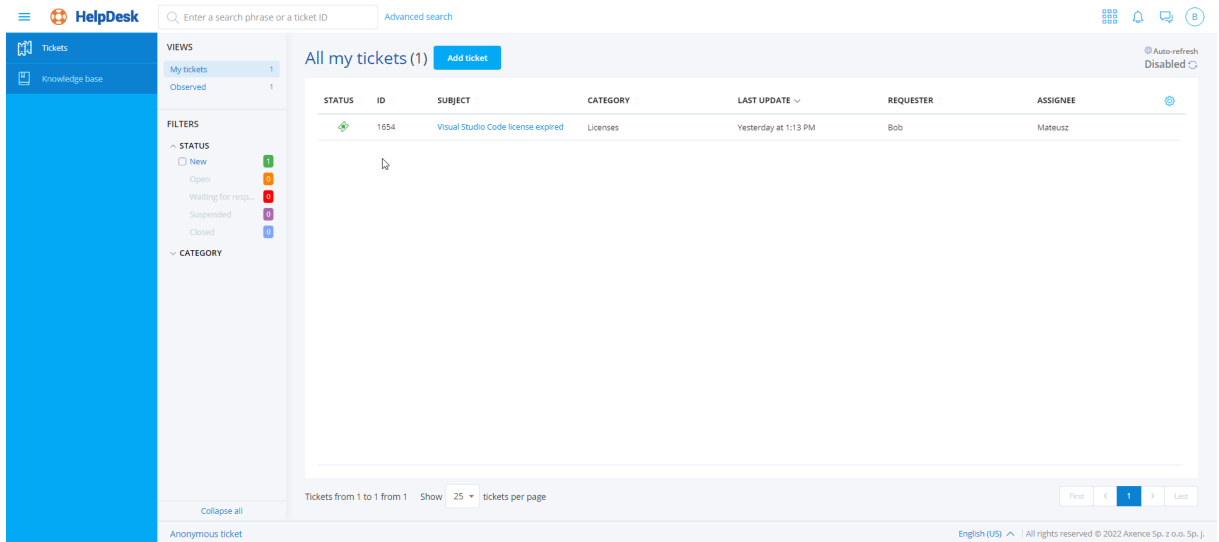 HelpDesk
Enter a search phrase or a ticket ID
Advanced search
B
Tickets
Knowledge base
VIEWS
My tickets 1
Observed 1
FILTERS
STATUS
New 1
Open 0
Waiting for resp... 0
Suspended 0
Closed 0
CATEGORY
Collapse all
All my tickets (1)
Add ticket
Auto-refresh
Disabled
STATUS ID SUBJECT CATEGORY LAST UPDATE REQUESTER ASSIGNEE
1654 Visual Studio Code license expired Licenses Yesterday at 1:13 PM Bob Mateusz
Tickets from 1 to 1 from 1 Show 25 tickets per page
First 1 Last
Anonymous ticket
English (US) All rights reserved © 2022 Axence Sp. z o.o. Sp. j.